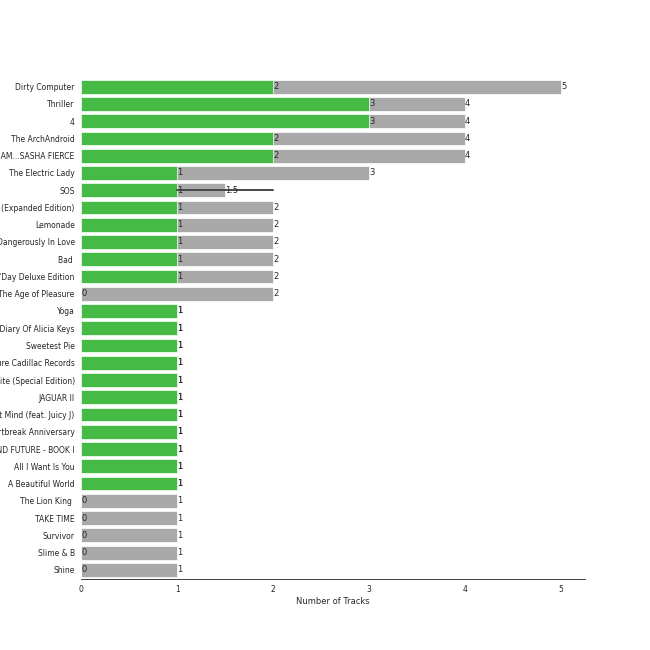 Dirty Computer 2 5
Thriller 3 4
4 3 4
The ArchAndroid 2 4
AM...SASHA FIERCE 2 4
The Electric Lady 1 3
SOS 1 1.5
(Expanded Edition) 1 2
Lemonade 1 2
Dangerously In Love 1 2
Bad 1 2
'Day Deluxe Edition 1 2
The Age of Pleasure 0 2
Yoga 1
Diary Of Alicia Keys 1
Sweetest Pie 1
ure Cadillac Records 1
ite (Special Edition) 1
JAGUAR II 1
t Mind (feat. Juicy J) 1
rtbreak Anniversary 1
ND FUTURE - BOOK I 1
All I Want Is You 1
A Beautiful World 1
The Lion King 0 1
TAKE TIME 0 1
Survivor 0 1
Slime & B 0 1
Shine 0 1
0 1 2 3 4 5
Number of Tracks